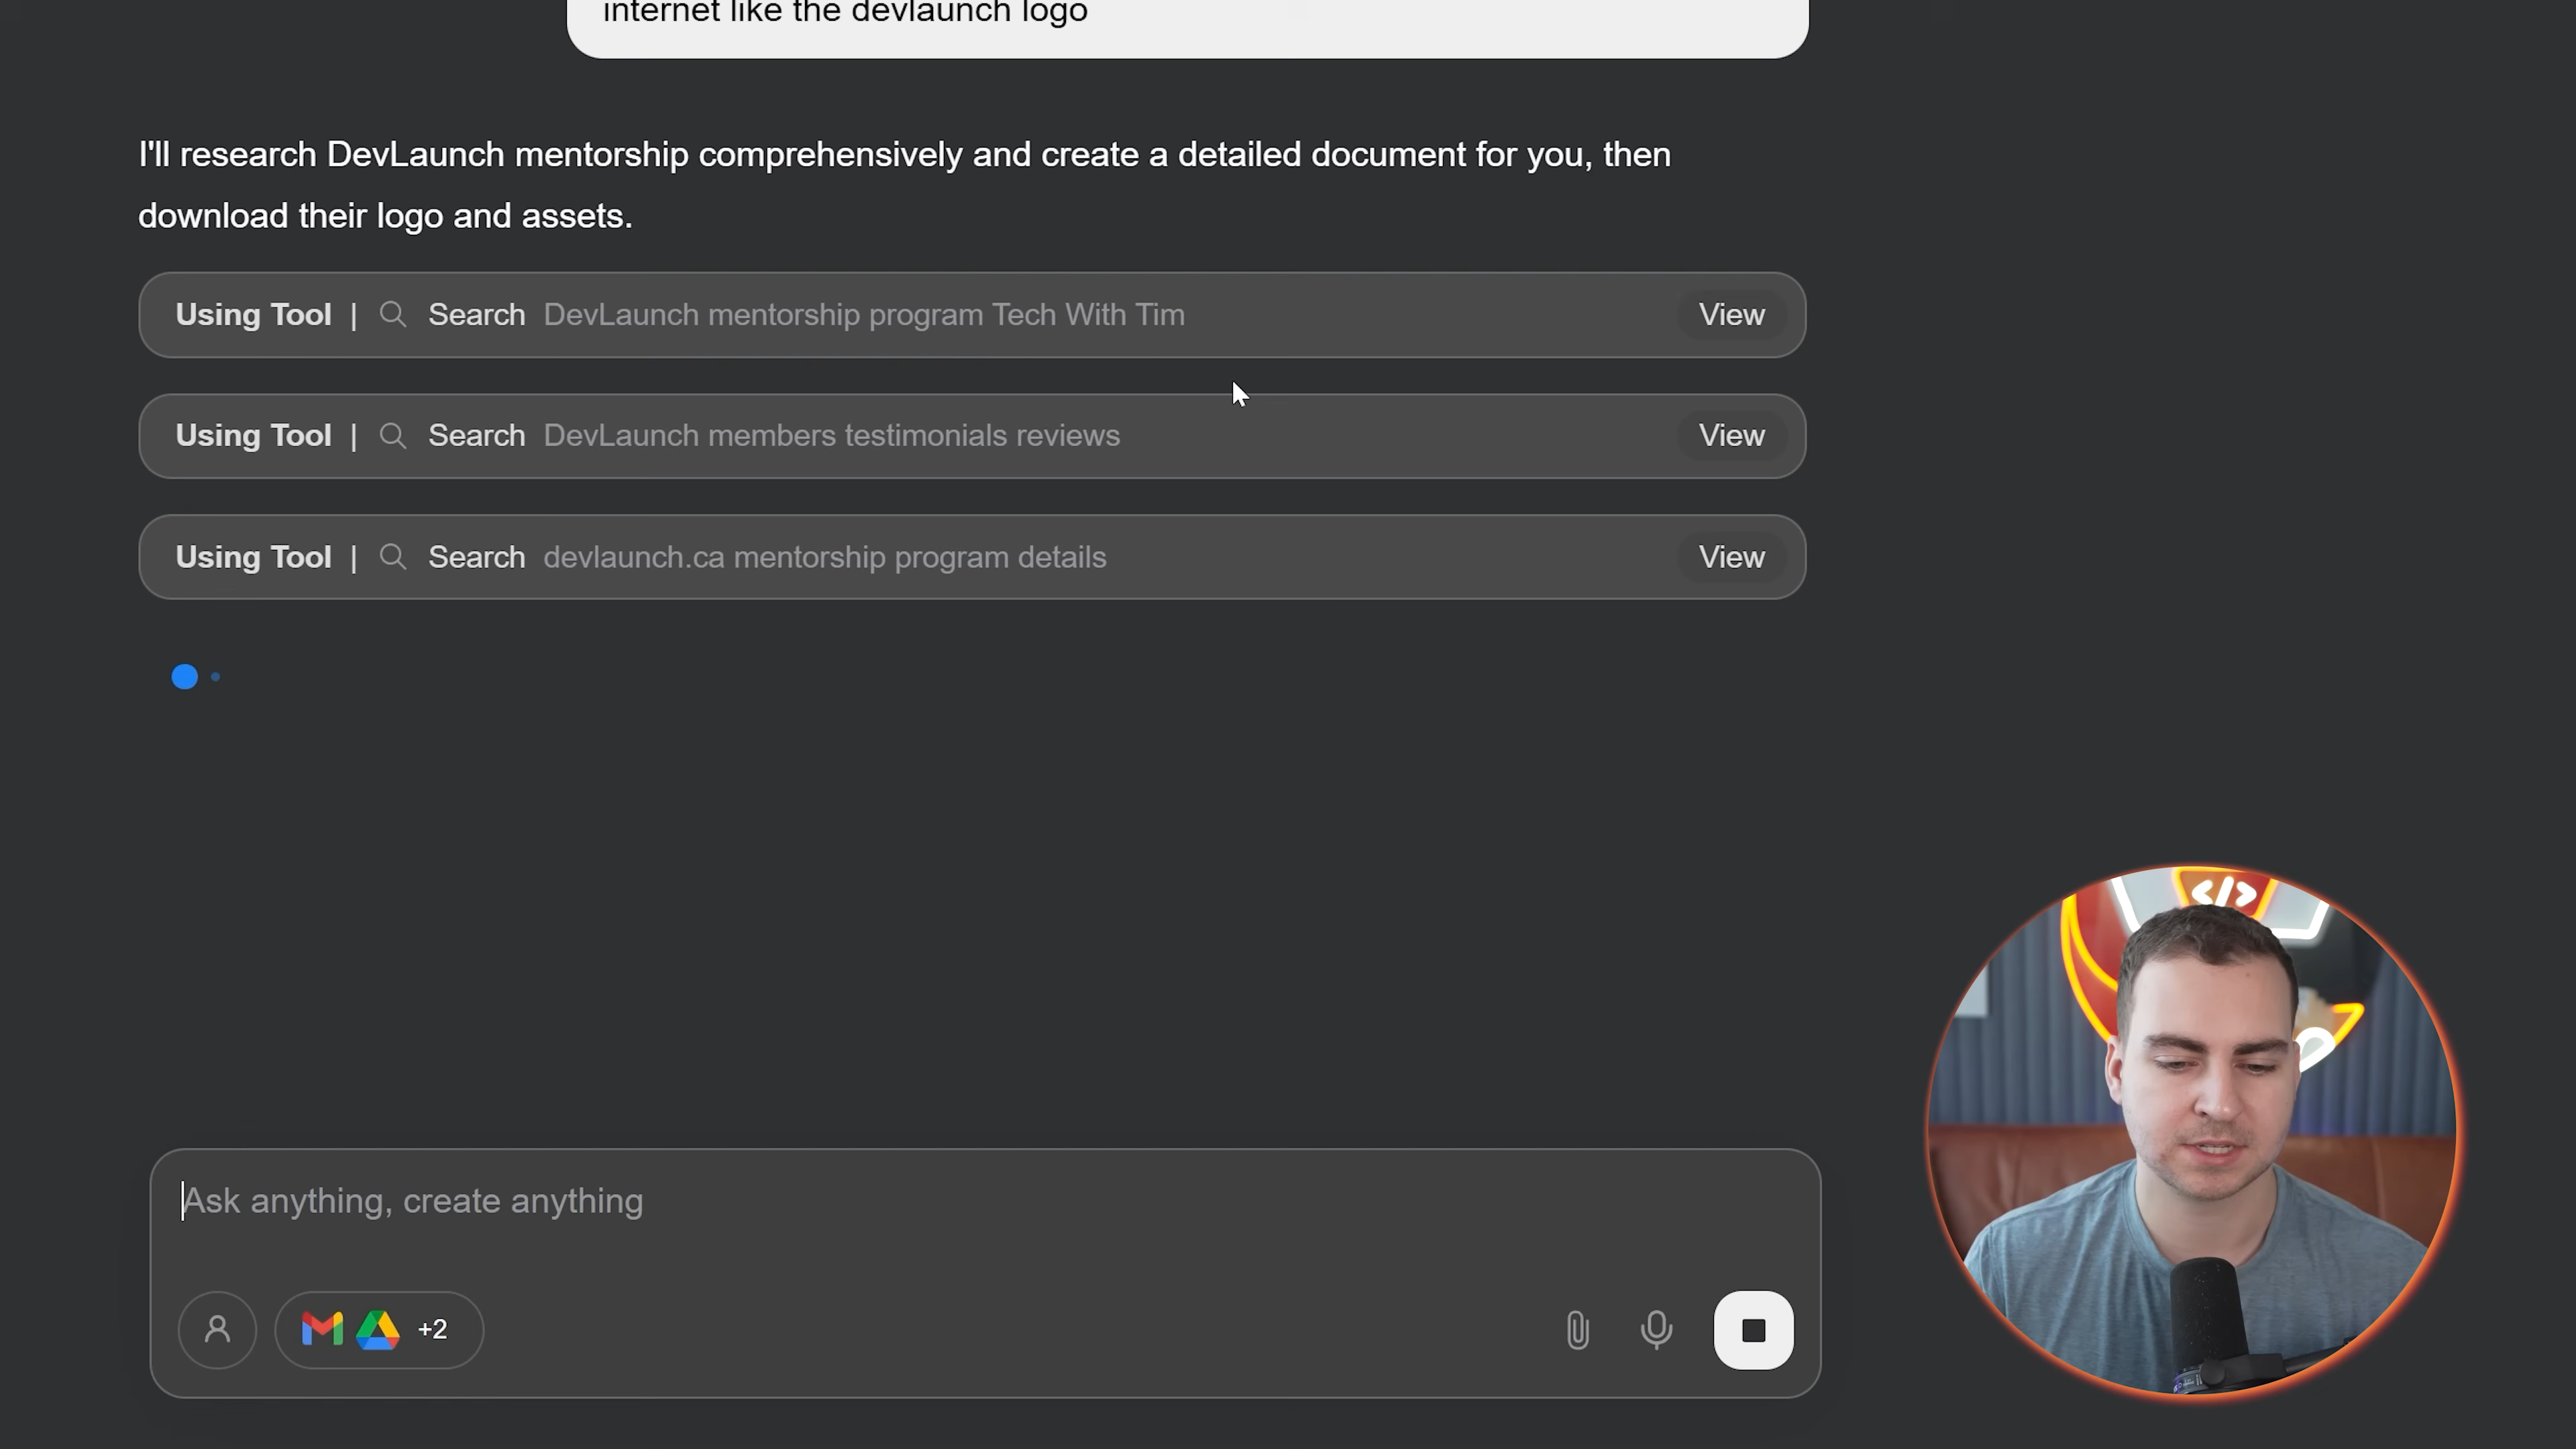 internet like the devlaunch logo
I'll research DevLaunch mentorship comprehensively and create a detailed document for you, then
download their logo and assets.
Using Tool | Search DevLaunch mentorship program Tech With Tim View
Using Tool | Search DevLaunch members testimonials reviews View
Using Tool | Search devlaunch.ca mentorship program details View
</>
Ask anything, create anything
+2